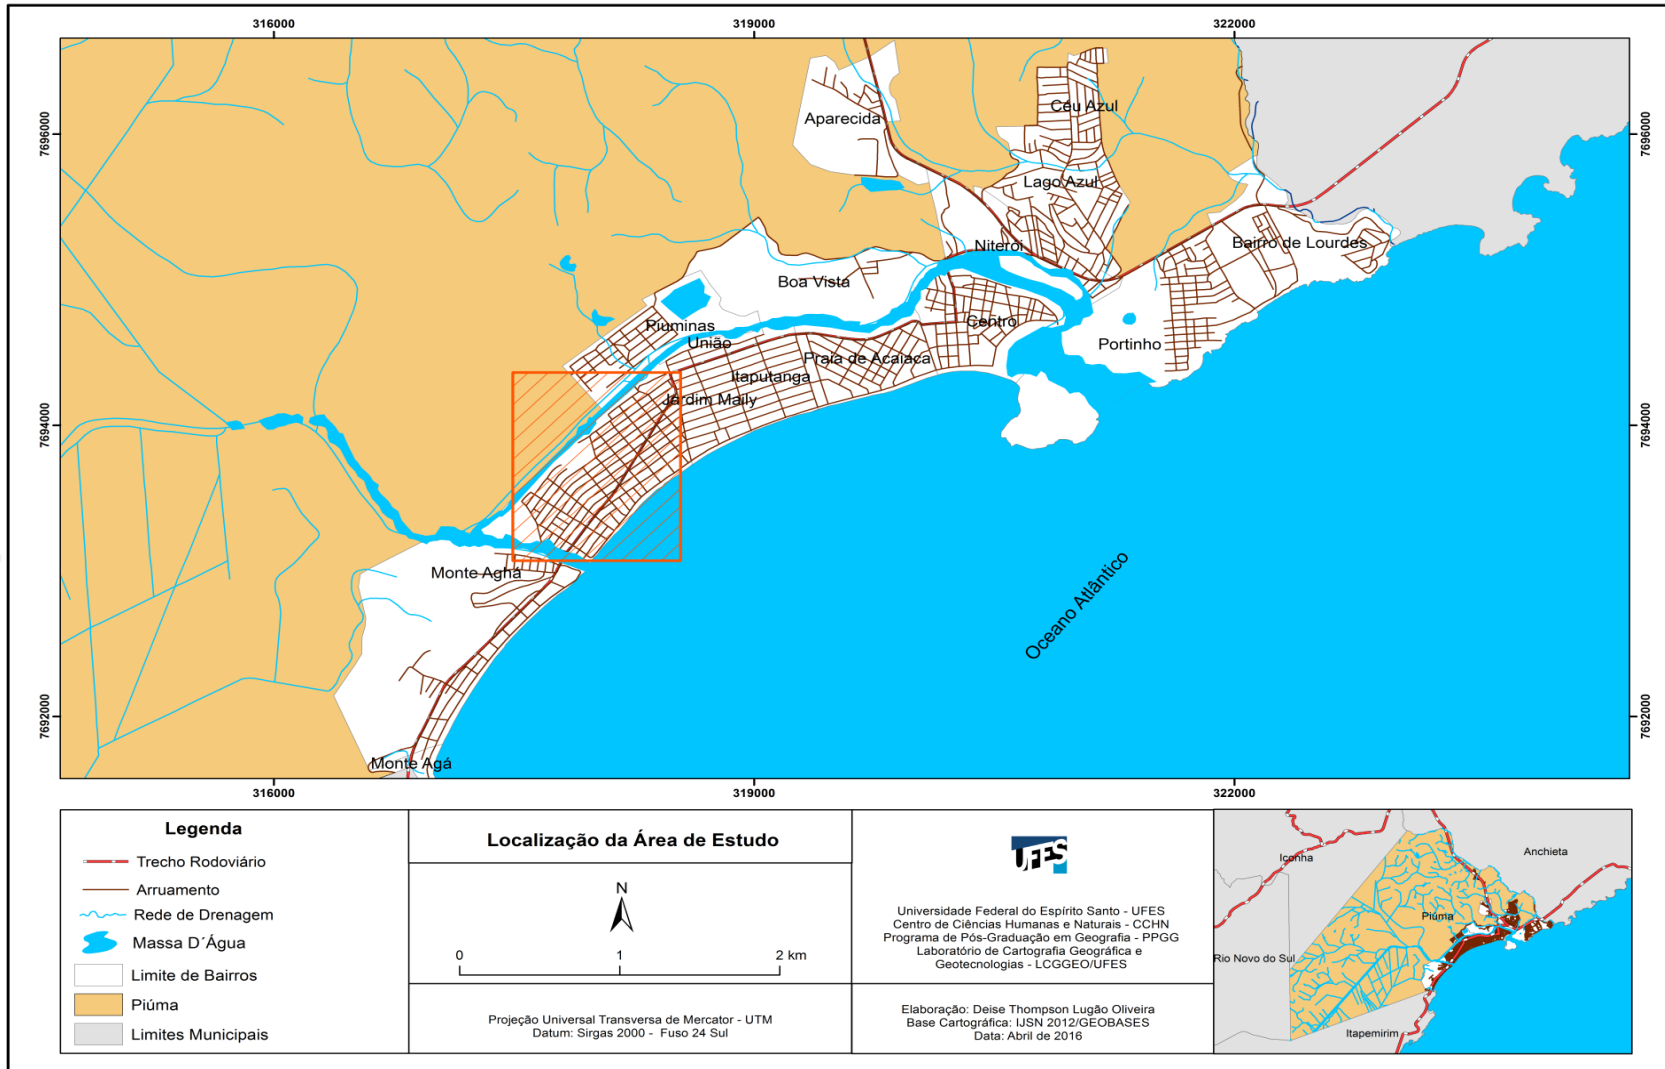 316000
319000
322000
7696000
7696000
Céu Azul
Aparecida
Lago Azul
Bairro de Lourdes
Niteroi
Boa Vista
Piuminas
Centro
União
Portinho
Praia de Acaiaca
Itaputanga
Jardim Maily
7694000
7694000
Monte Aghá
Oceano Atlântico
7692000
7692000
Monte Agá
316000
319000
322000
Legenda
Trecho Rodoviário
Arruamento
Rede de Drenagem
Massa D´Água
Limite de Bairros
Piúma
Limites Municipais
Localização da Área de Estudo
N
0 1 2 km
Projeção Universal Transversa de Mercator - UTM
Datum: Sirgas 2000 - Fuso 24 Sul
UFES
Universidade Federal do Espírito Santo - UFES
Centro de Ciências Humanas e Naturais - CCHN
Programa de Pós-Graduação em Geografia - PPGG
Laboratório de Cartografia Geográfica e
Geotecnologias - LCGGEO/UFES
Elaboração: Deise Thompson Lugão Oliveira
Base Cartográfica: IJSN 2012/GEOBASES
Data: Abril de 2016
Iconha
Anchieta
Piúma
Rio Novo do Sul
Itapemirim